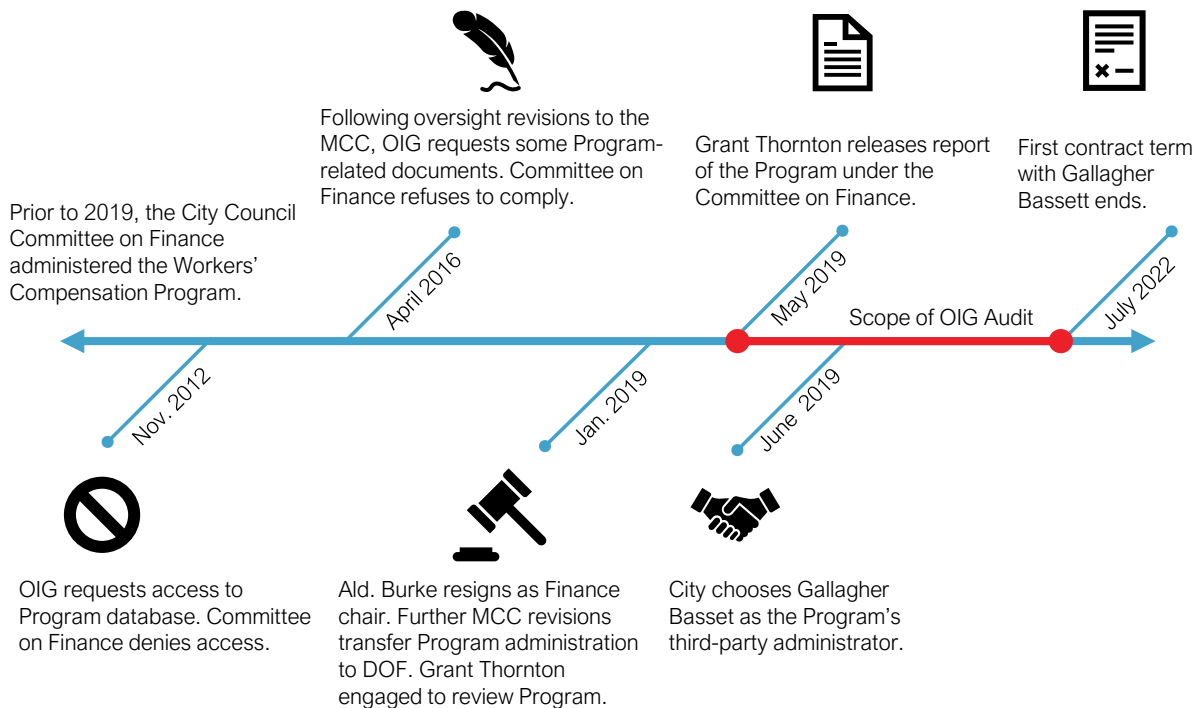 Prior to 2019, the City Council
Committee on Finance
administered the Workers’
Compensation Program.
Following oversight revisions to the
MCC, OIG requests some Program-
related documents. Committee on
Finance refuses to comply.
Grant Thornton releases report
of the Program under the
Committee on Finance.
First contract term
with Gallagher
Bassett ends.
April 2016
May 2019
July 2022
Scope of OIG Audit
Nov. 2012
Jan. 2019
June 2019
OIG requests access to
Program database. Committee
on Finance denies access.
Ald. Burke resigns as Finance
chair. Further MCC revisions
transfer Program administration
to DOF. Grant Thornton
engaged to review Program.
City chooses Gallagher
Basset as the Program’s
third-party administrator.